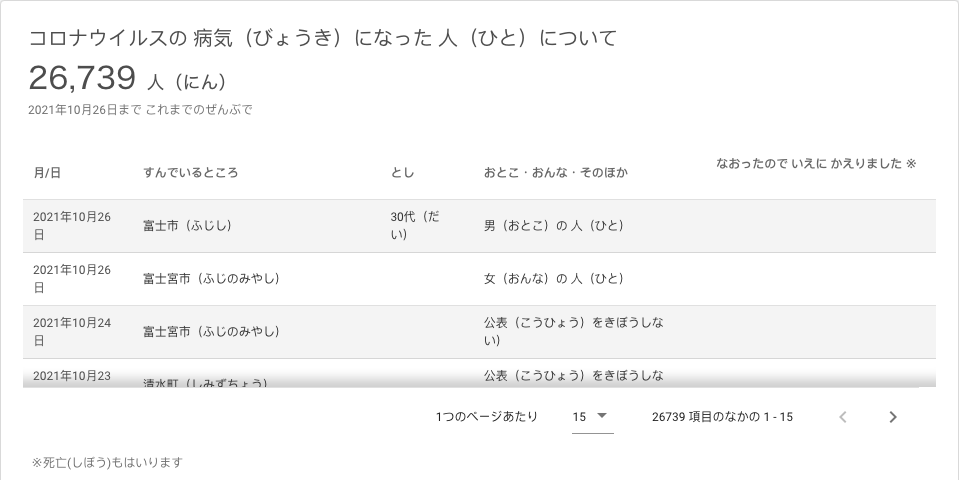 コロナウイルスの 病気（びょうき）になった 人（ひと）について
26,739 人（にん）
2021年10月26日まで これまでのぜんぶで
月/日 すんでいるところ とし おとこ・おんな・そのほか なおったので いえに かえりました ※
2021年10月26
日
富士市（ふじし）
30代（だ
い）
男（おとこ）の 人（ひと）
2021年10月26
日
富士宮市（ふじのみやし）
女（おんな）の 人（ひと）
2021年10月24
日
富士宮市（ふじのみやし）
公表（こうひょう）をきぼうしな
い）
2021年10月23
清水町（しみずちょう）
公表（こうひょう）をきぼうしな
1つのページあたり 15 26739 項目のなかの 1 - 15
※死亡(しぼう)もはいります